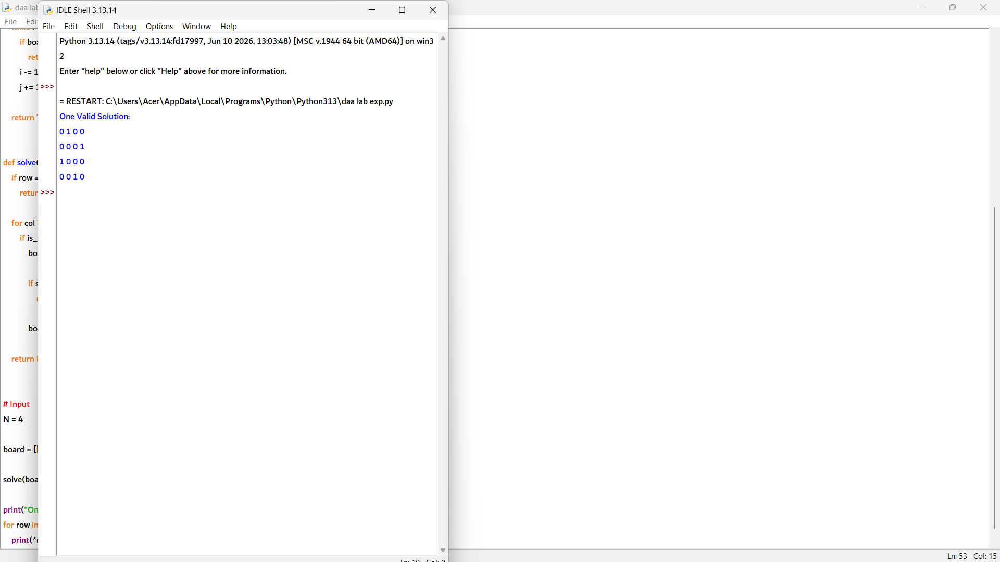 daa lab
File Edit
if boa
ret
i -= 1
j += 1
return T
def solve(
if row =
retur
for col i
if is_s
boa
if s
boa
return
# Input
N = 4
board = [[
solve(boa
print("On
for row in
print(*r
IDLE Shell 3.13.14
File Edit Shell Debug Options Window Help
Python 3.13.14 (tags/v3.13.14:fd17997, Jun 10 2026, 13:03:48) [MSC v.1944 64 bit (AMD64)] on win3
2
Enter "help" below or click "Help" above for more information.
>>>
= RESTART: C:\Users\Acer\AppData\Local\Programs\Python\Python313\daa lab exp.py
One Valid Solution:
0 1 0 0
0 0 0 1
1 0 0 0
0 0 1 0
>>>
Ln: 10 Col: 0
Ln: 53 Col: 15